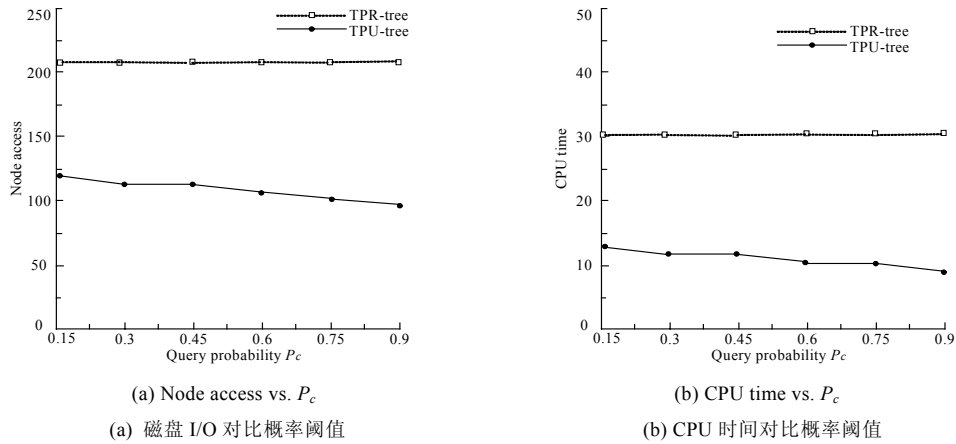 250
200
150
100
50
0
Node access
TPR-tree
TPU-tree
0.15 0.3 0.45 0.6 0.75 0.9
Query probability Pc
(a) Node access vs. Pc
(a) 磁盘 I/O 对比概率阈值
50
40
30
20
10
0
CPU time
TPR-tree
TPU-tree
0.15 0.3 0.45 0.6 0.75 0.9
Query probability Pc
(b) CPU time vs. Pc
(b) CPU 时间对比概率阈值